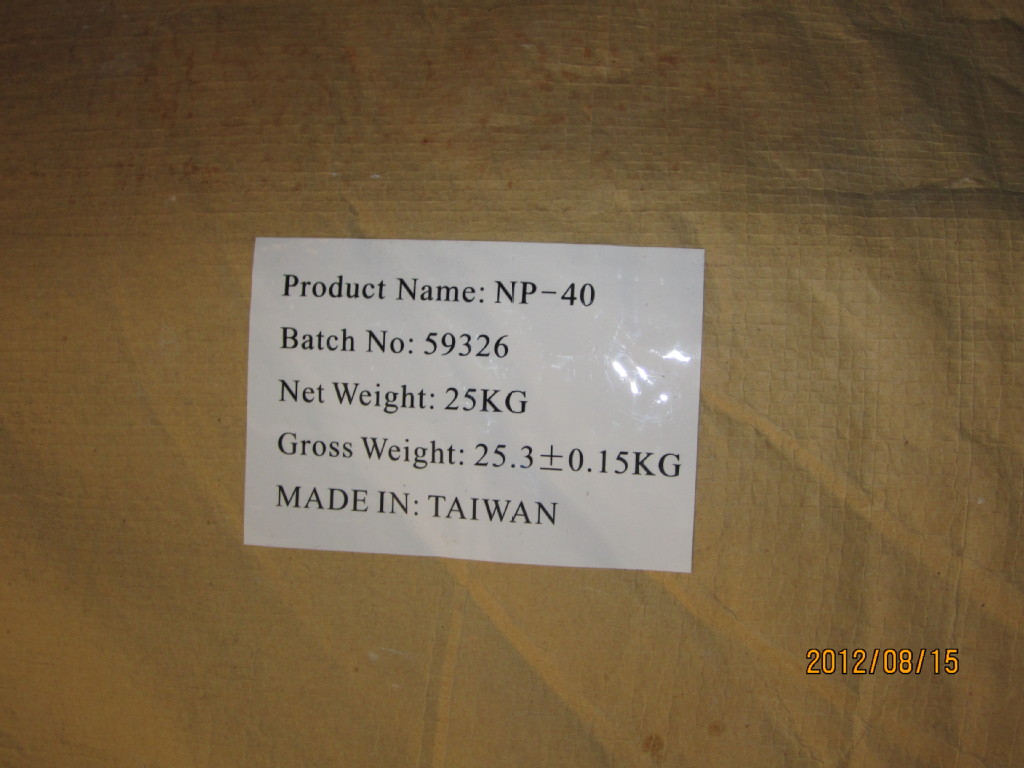 Product Name: NP-40
Batch No: 59326
Net Weight: 25KG
Gross Weight: 25.3±0.15KG
MADE IN: TAIWAN
2012/08/15